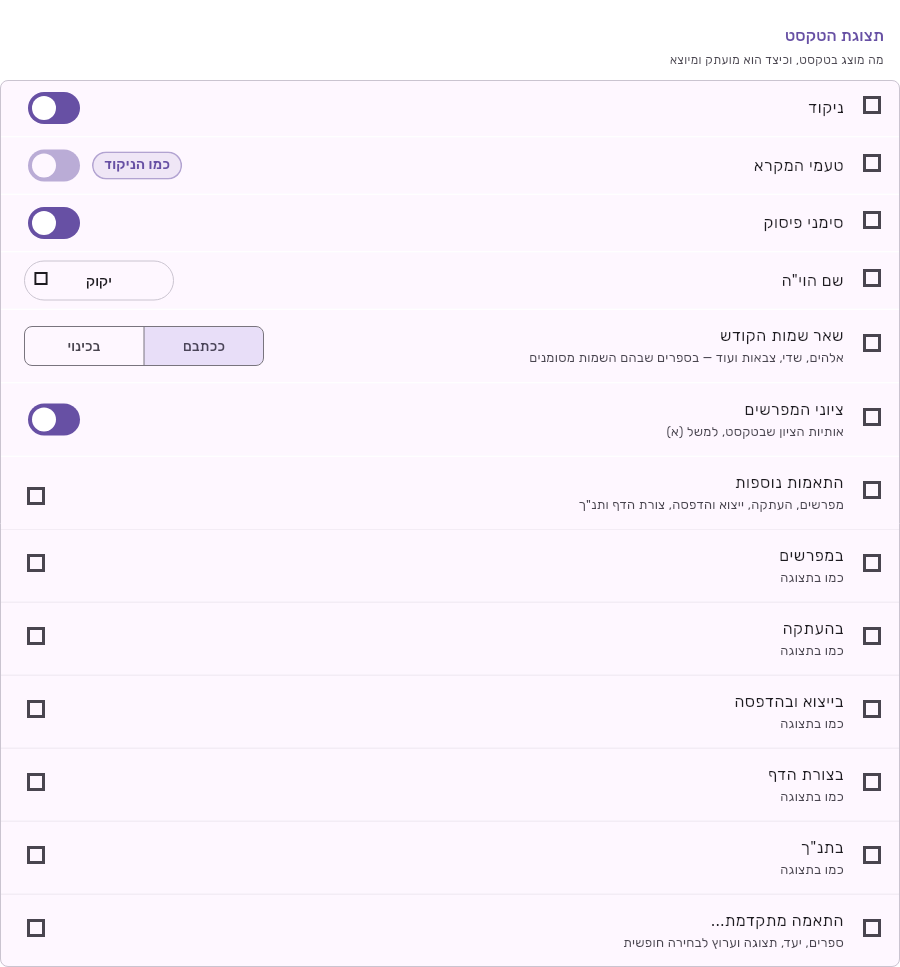 תצוגת הטקסט
מה מוצג בטקסט, וכיצד הוא מועתק ומיוצא
ניקוד
טעמי המקרא
כמו הניקוד
סימני פיסוק
שם הוי"ה
יקוק
שאר שמות הקודש
אלהים, שדי, צבאות ועוד – בספרים שבהם השמות מסומנים
ככתבם
בכינוי
ציוני המפרשים
אותיות הציון שבטקסט, למשל (א)
התאמות נוספות
מפרשים, העתקה, ייצוא והדפסה, צורת הדף ותנ"ך
במפרשים
כמו בתצוגה
בהעתקה
כמו בתצוגה
בייצוא ובהדפסה
כמו בתצוגה
בצורת הדף
כמו בתצוגה
בתנ"ך
כמו בתצוגה
התאמה מתקדמת...
ספרים, יעד, תצוגה וערוץ לבחירה חופשית